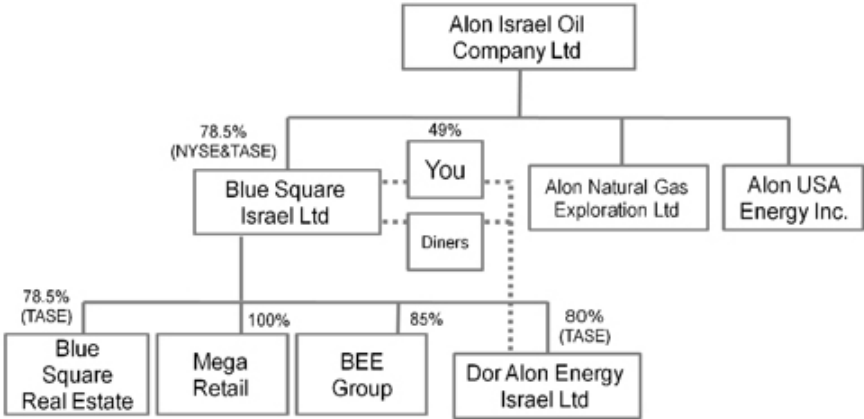 Alon Israel Oil
Company Ltd
78.5%
(NYSE&TASE)
49%
Blue Square
Israel Ltd
You
Diners
Alon Natural Gas
Exploration Ltd
Alon USA
Energy Inc.
78.5%
(TASE)
100%
85%
80%
(TASE)
Blue
Square
Real Estate
Mega
Retail
BEE
Group
Dor Alon Energy
Israel Ltd